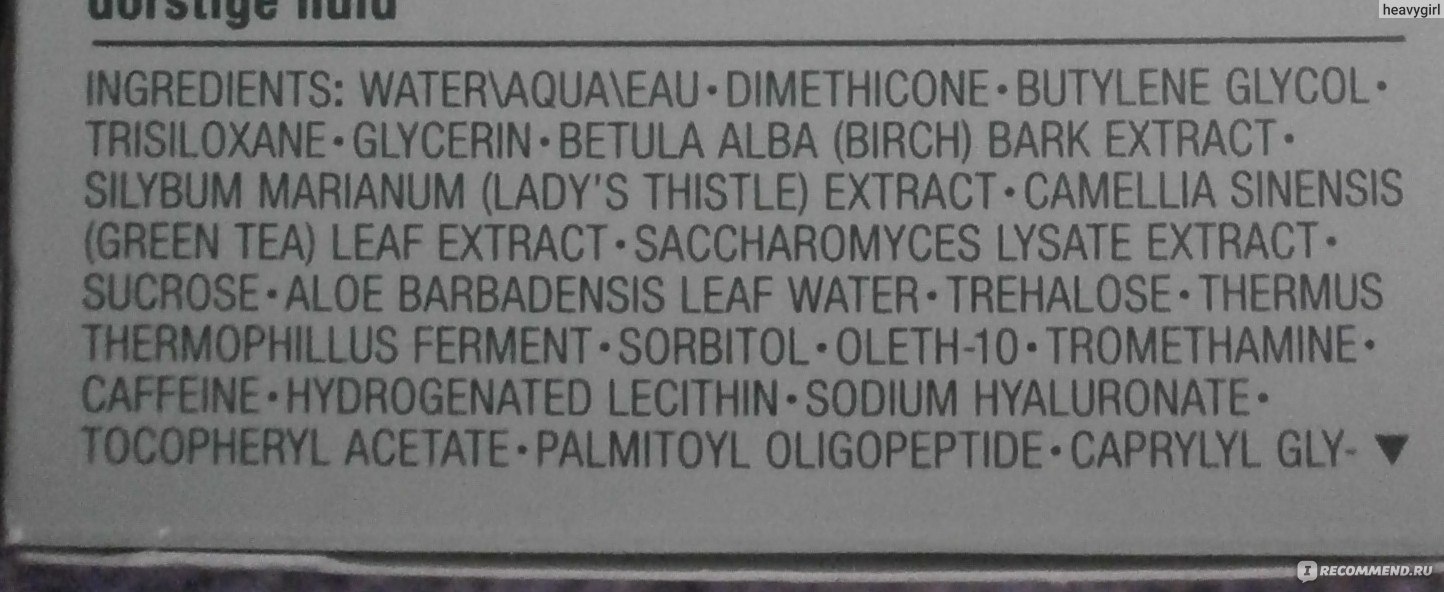 heavygirl
dorstige huid
INGREDIENTS: WATER\AQUA\EAU • DIMETHICONE • BUTYLENE GLYCOL •
TRISILOXANE • GLYCERIN • BETULA ALBA (BIRCH) BARK EXTRACT •
SILYBUM MARIANUM (LADY'S THISTLE) EXTRACT • CAMELLIA SINENSIS
(GREEN TEA) LEAF EXTRACT • SACCHAROMYCES LYSATE EXTRACT •
SUCROSE • ALOE BARBADENSIS LEAF WATER • TREHALOSE • THERMUS
THERMOPHILLUS FERMENT • SORBITOL • OLETH-10 • TROMETHAMINE •
CAFFEINE • HYDROGENATED LECITHIN • SODIUM HYALURONATE •
TOCOPHERYL ACETATE • PALMITOYL OLIGOPEPTIDE • CAPRYLYL GLY- ▼
I RECOMMEND.RU